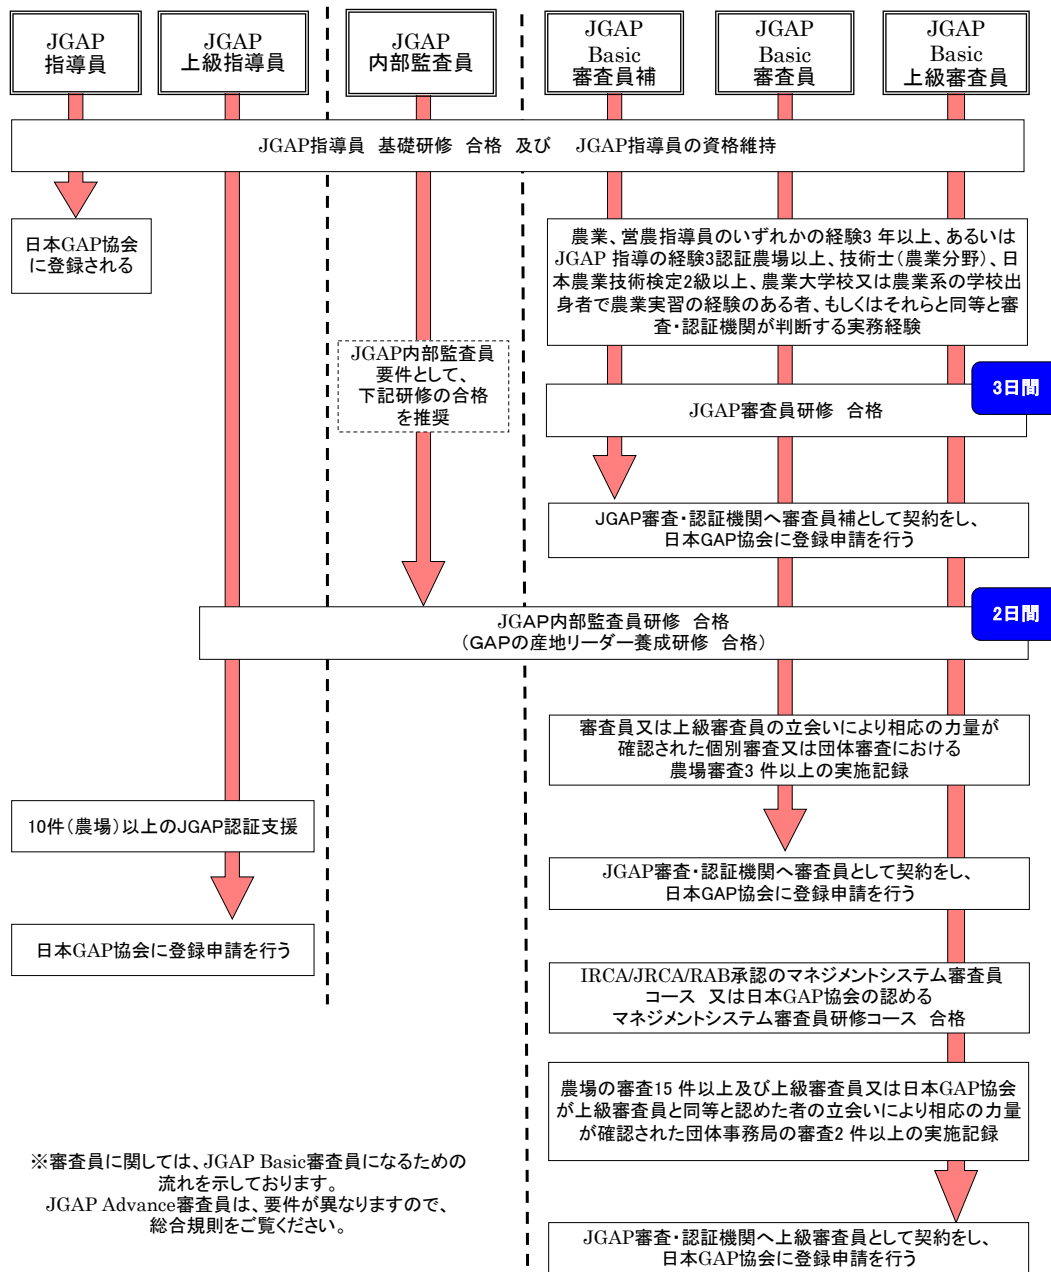 JGAP
指導員
JGAP
上級指導員
JGAP
内部監査員
JGAP
Basic
審査員補
JGAP
Basic
審査員
JGAP
Basic
上級審査員
JGAP指導員 基礎研修 合格 及び JGAP指導員の資格維持
日本GAP協会
に登録される
農業、営農指導員のいずれかの経験3 年以上、あるいは
JGAP 指導の経験3認証農場以上、技術士(農業分野)、日
本農業技術検定2級以上、農業大学校又は農業系の学校出
身者で農業実習の経験のある者、もしくはそれらと同等と審
査・認証機関が判断する実務経験
JGAP内部監査員
要件として、
下記研修の合格
を推奨
3日間
JGAP審査員研修 合格
JGAP審査・認証機関へ審査員補として契約をし、
日本GAP協会に登録申請を行う
2日間
JGAP内部監査員研修 合格
(GAPの産地リーダー養成研修 合格)
審査員又は上級審査員の立会いにより相応の力量が
確認された個別審査又は団体審査における
農場審査3 件以上の実施記録
10件(農場)以上のJGAP認証支援
JGAP審査・認証機関へ審査員として契約をし、
日本GAP協会に登録申請を行う
日本GAP協会に登録申請を行う
IRCA/JRCA/RAB承認のマネジメントシステム審査員
コース 又は日本GAP協会の認める
マネジメントシステム審査員研修コース 合格
農場の審査15 件以上及び上級審査員又は日本GAP協会
が上級審査員と同等と認めた者の立会いにより相応の力量
が確認された団体事務局の審査2 件以上の実施記録
※審査員に関しては、JGAP Basic審査員になるための
流れを示しております。
JGAP Advance審査員は、要件が異なりますので、
総合規則をご覧ください。
JGAP審査・認証機関へ上級審査員として契約をし、
日本GAP協会に登録申請を行う